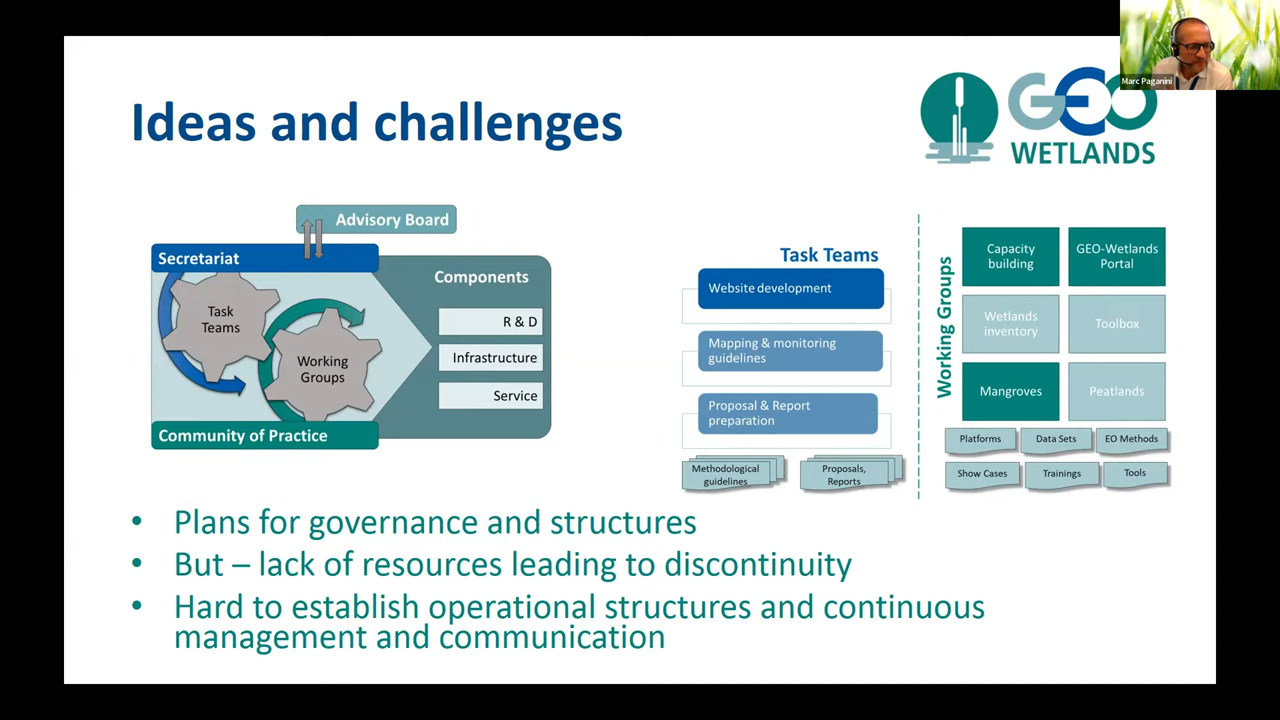 Marc Paganini
Ideas and challenges
GEO
WETLANDS
Advisory Board
Secretariat
Task
Teams
Working
Groups
Community of Practice
Components
R & D
Infrastructure
Service
Task Teams
Website development
Mapping & monitoring
guidelines
Proposal & Report
preparation
Methodological
guidelines
Proposals,
Reports
Working Groups
Capacity
building
GEO-Wetlands
Portal
Wetlands
inventory
Toolbox
Mangroves
Peatlands
Platforms
Data Sets
EO Methods
Show Cases
Trainings
Tools
• Plans for governance and structures
• But – lack of resources leading to discontinuity
• Hard to establish operational structures and continuous
management and communication